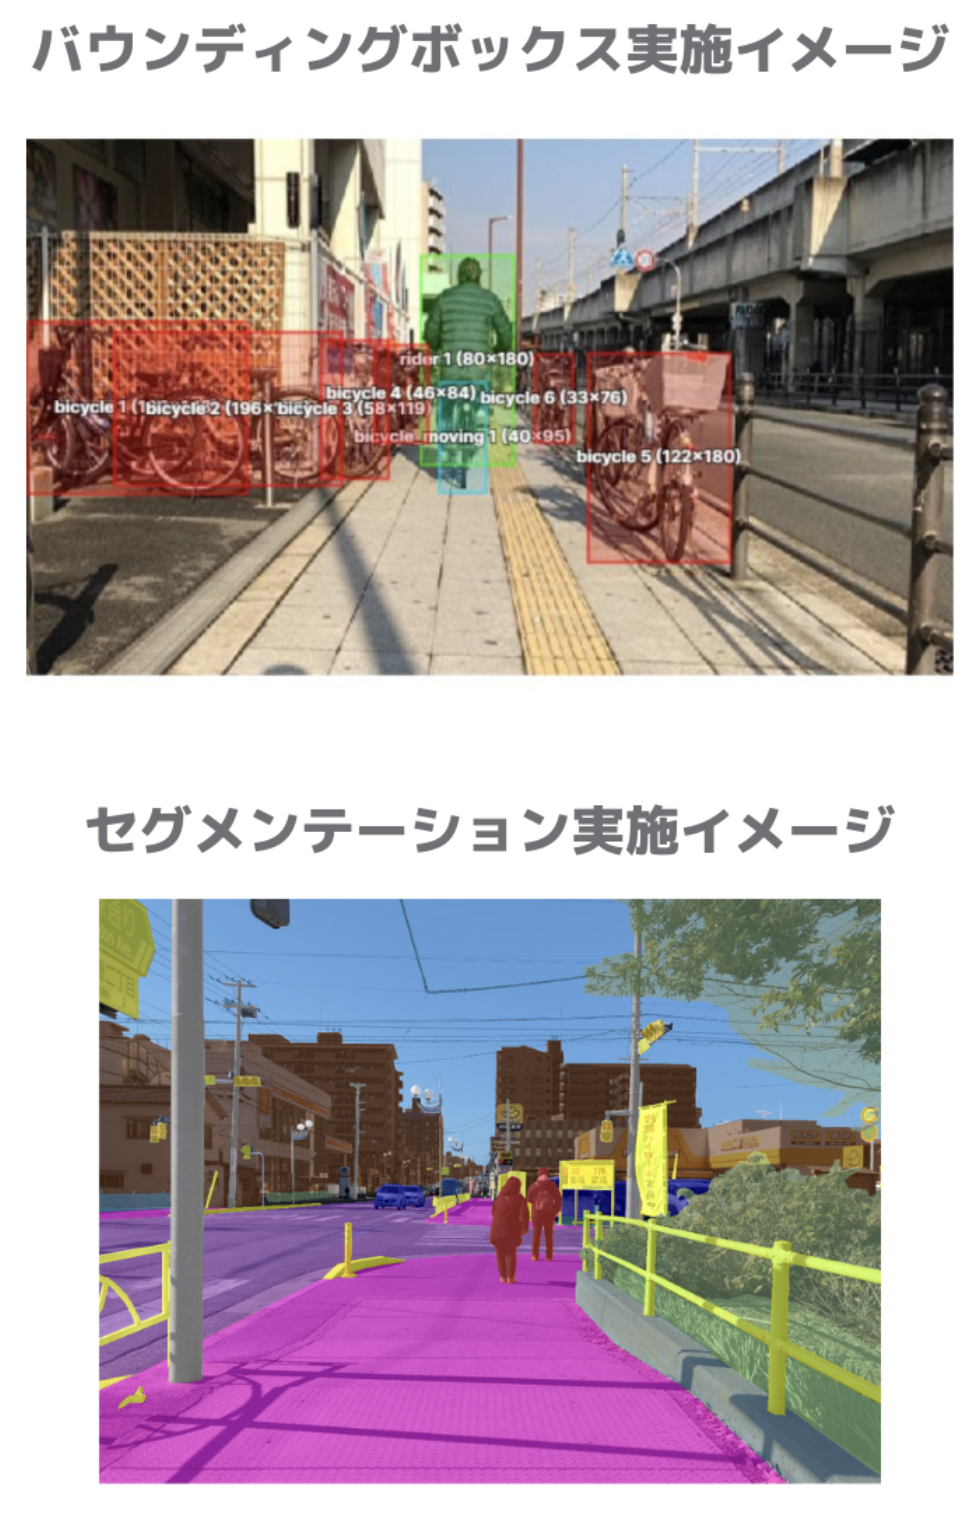 バウンディングボックス実施イメージ
rider 1 (80×180)
bicycle 4 (46×84)
bicycle 6 (33×76)
bicycle 1
bicycle 2 (196×
bicycle 3 (58×119)
bicycle_moving 1 (40×95)
bicycle 5 (122×180)
セグメンテーション実施イメージ